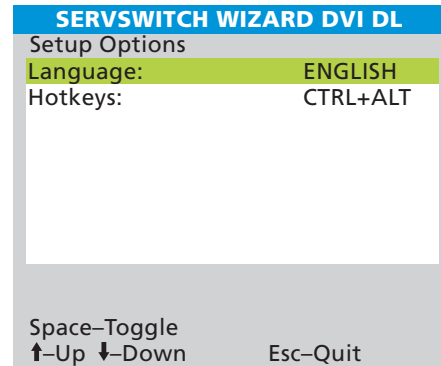 SERVSWITCH WIZARD DVI DL
Setup Options
Language: ENGLISH
Hotkeys: CTRL+ALT
Space–Toggle
⬆–Up ⬇–Down Esc–Quit